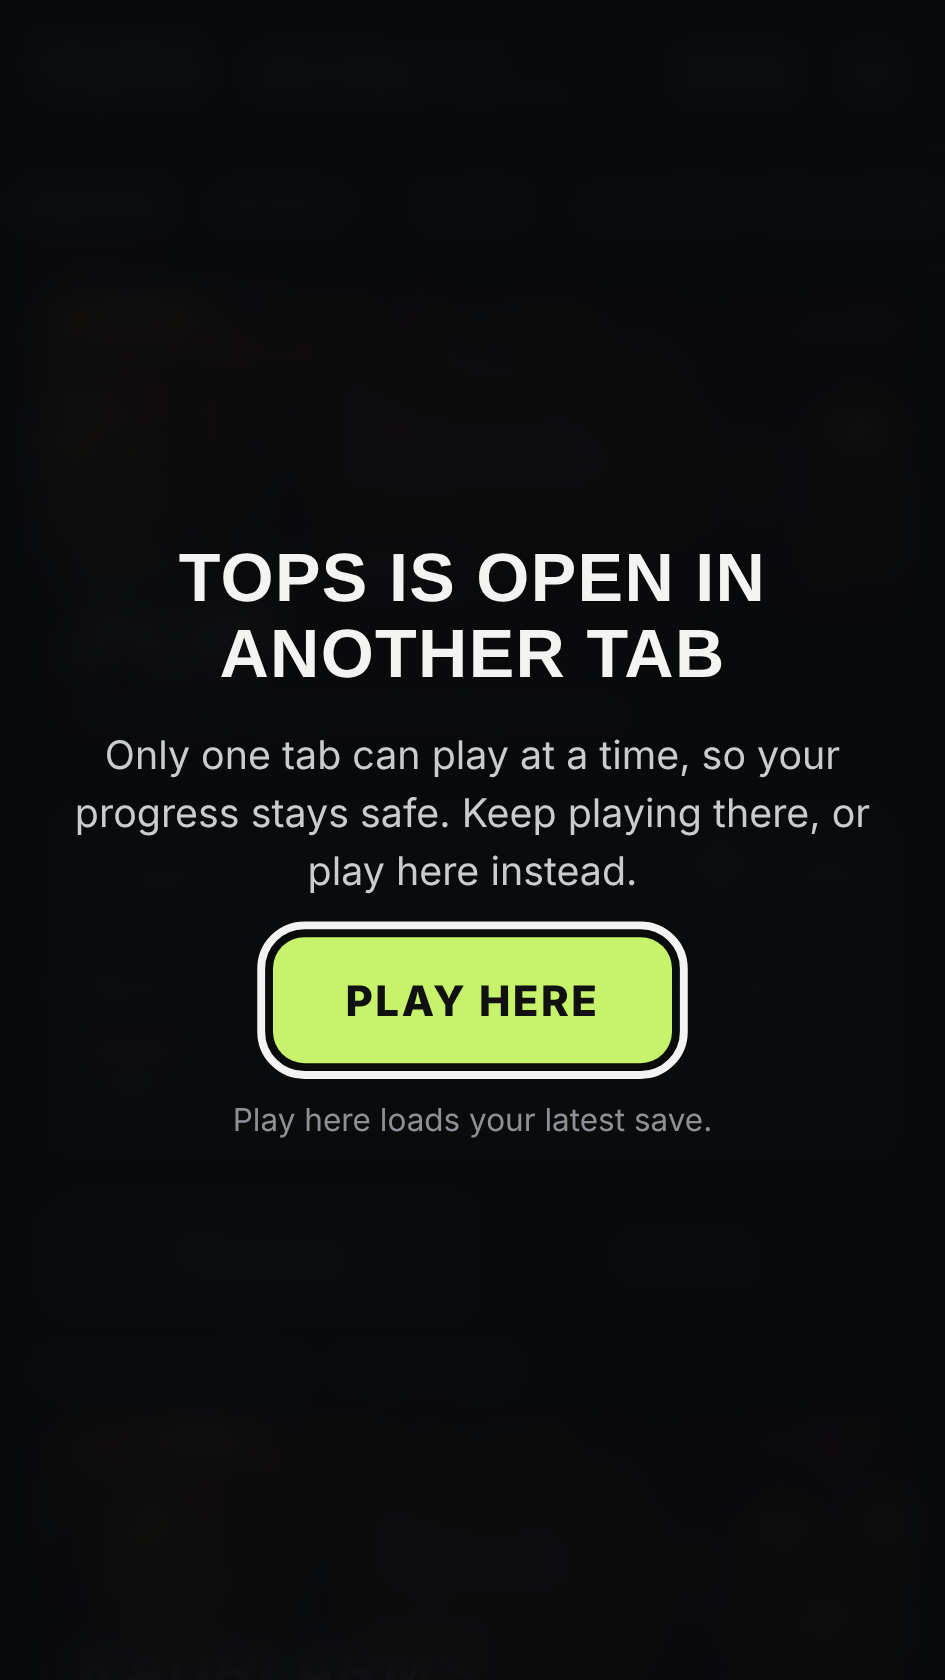 TOPS IS OPEN IN
ANOTHER TAB
Only one tab can play at a time, so your
progress stays safe. Keep playing there, or
play here instead.
PLAY HERE
Play here loads your latest save.